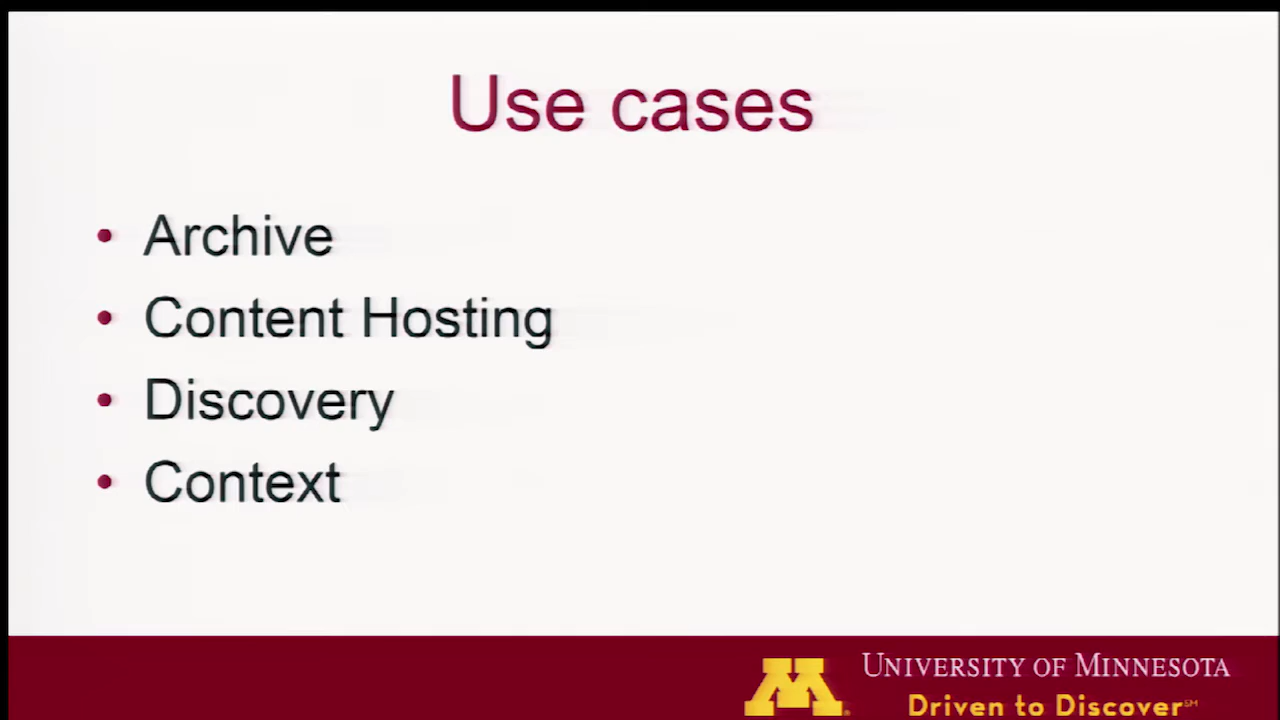 Use cases
• Archive
• Content Hosting
• Discovery
• Context
UNIVERSITY OF MINNESOTA
Driven to Discover℠